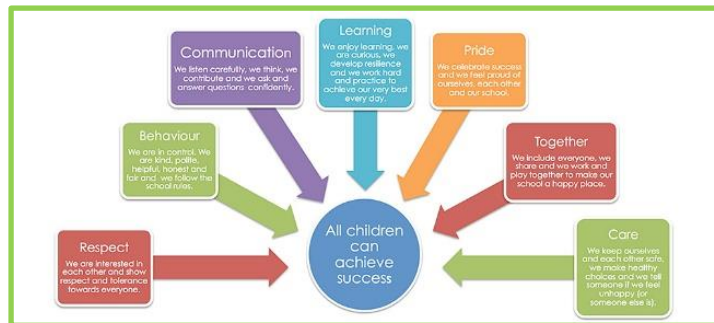 Learning
We enjoy learning, we
are curious, we
develop resilience
and we work hard
and practice to
achieve our very best
every day.
Communication
We listen carefully, we think, we
contribute and we ask and
answer questions confidently.
Pride
We celebrate success
and we feel proud of
ourselves, each other
and our school.
Behaviour
We are in control. We
are kind, polite,
helpful, honest and
fair and we follow the
school rules.
Together
We include everyone, we
share and we work and
play together to make our
school a happy place.
Respect
We are interested in
each other and show
respect and tolerance
towards everyone.
All children
can
achieve
success
Care
We keep ourselves
and each other safe,
we make healthy
choices and we tell
someone if we feel
unhappy (or
someone else is).